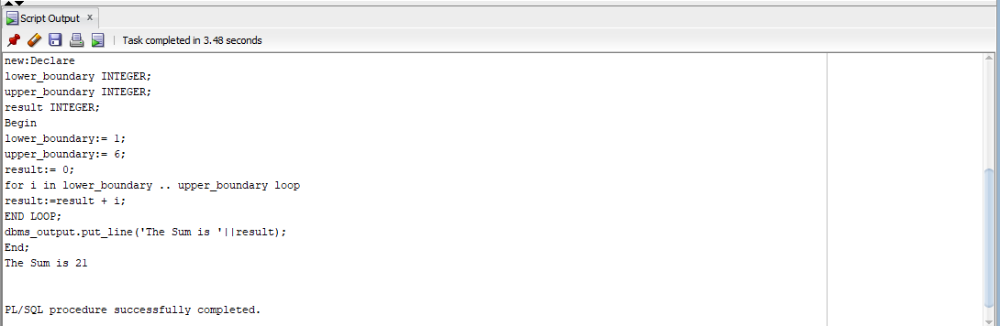 Script Output x
Task completed in 3.48 seconds
new:Declare
lower_boundary INTEGER;
upper_boundary INTEGER;
result INTEGER;
Begin
lower_boundary:= 1;
upper_boundary:= 6;
result:= 0;
for i in lower_boundary .. upper_boundary loop
result:=result + i;
END LOOP;
dbms_output.put_line('The Sum is '||result);
End;
The Sum is 21
PL/SQL procedure successfully completed.